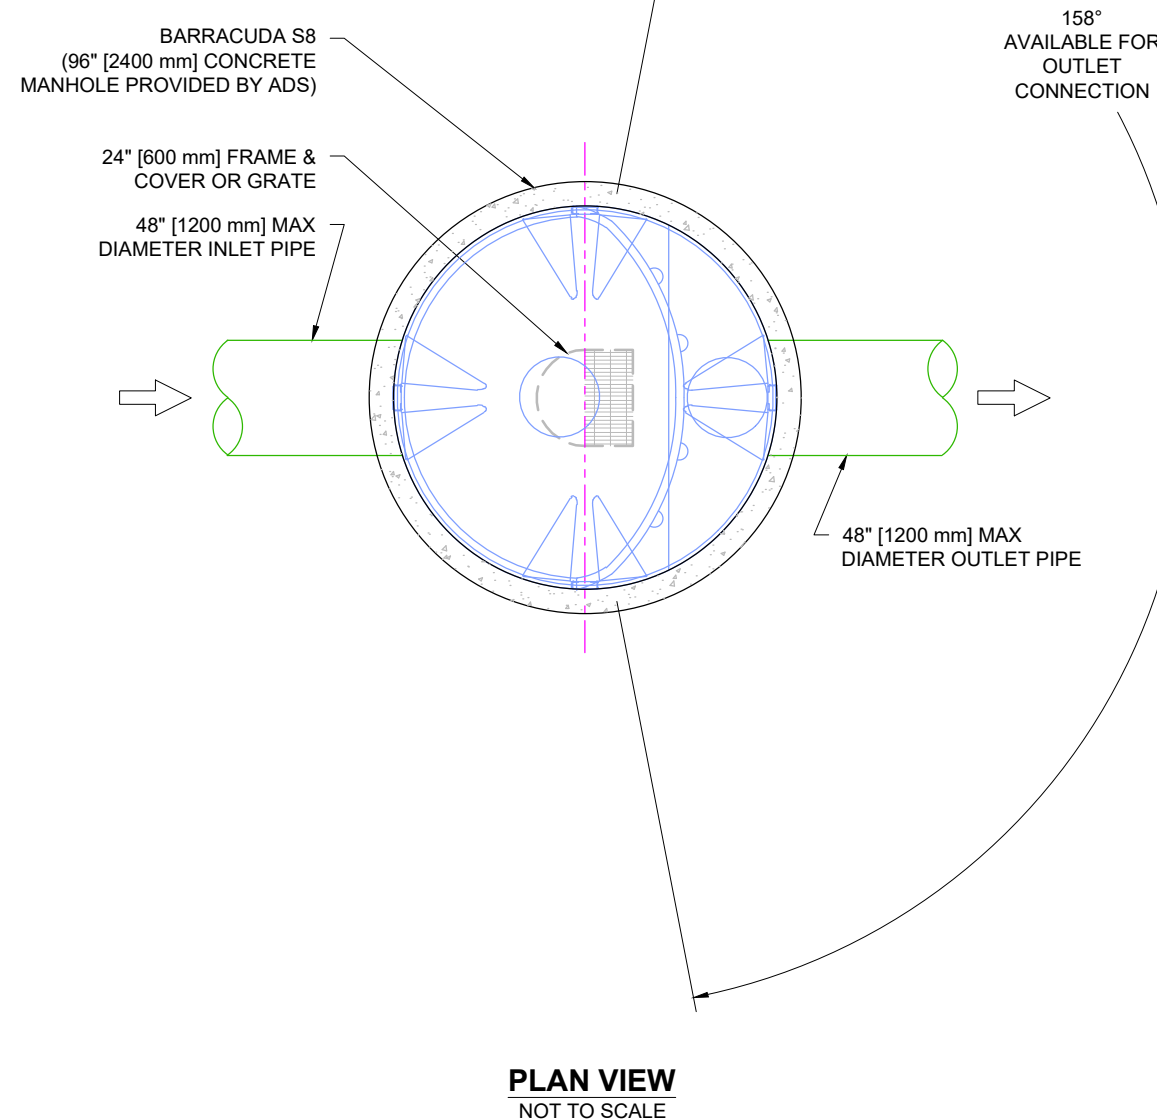 BARRACUDA S8
(96" [2400 mm] CONCRETE
MANHOLE PROVIDED BY ADS)
158°
AVAILABLE FOR
OUTLET
CONNECTION
24" [600 mm] FRAME &
COVER OR GRATE
48" [1200 mm] MAX
DIAMETER INLET PIPE
48" [1200 mm] MAX
DIAMETER OUTLET PIPE
PLAN VIEW
NOT TO SCALE